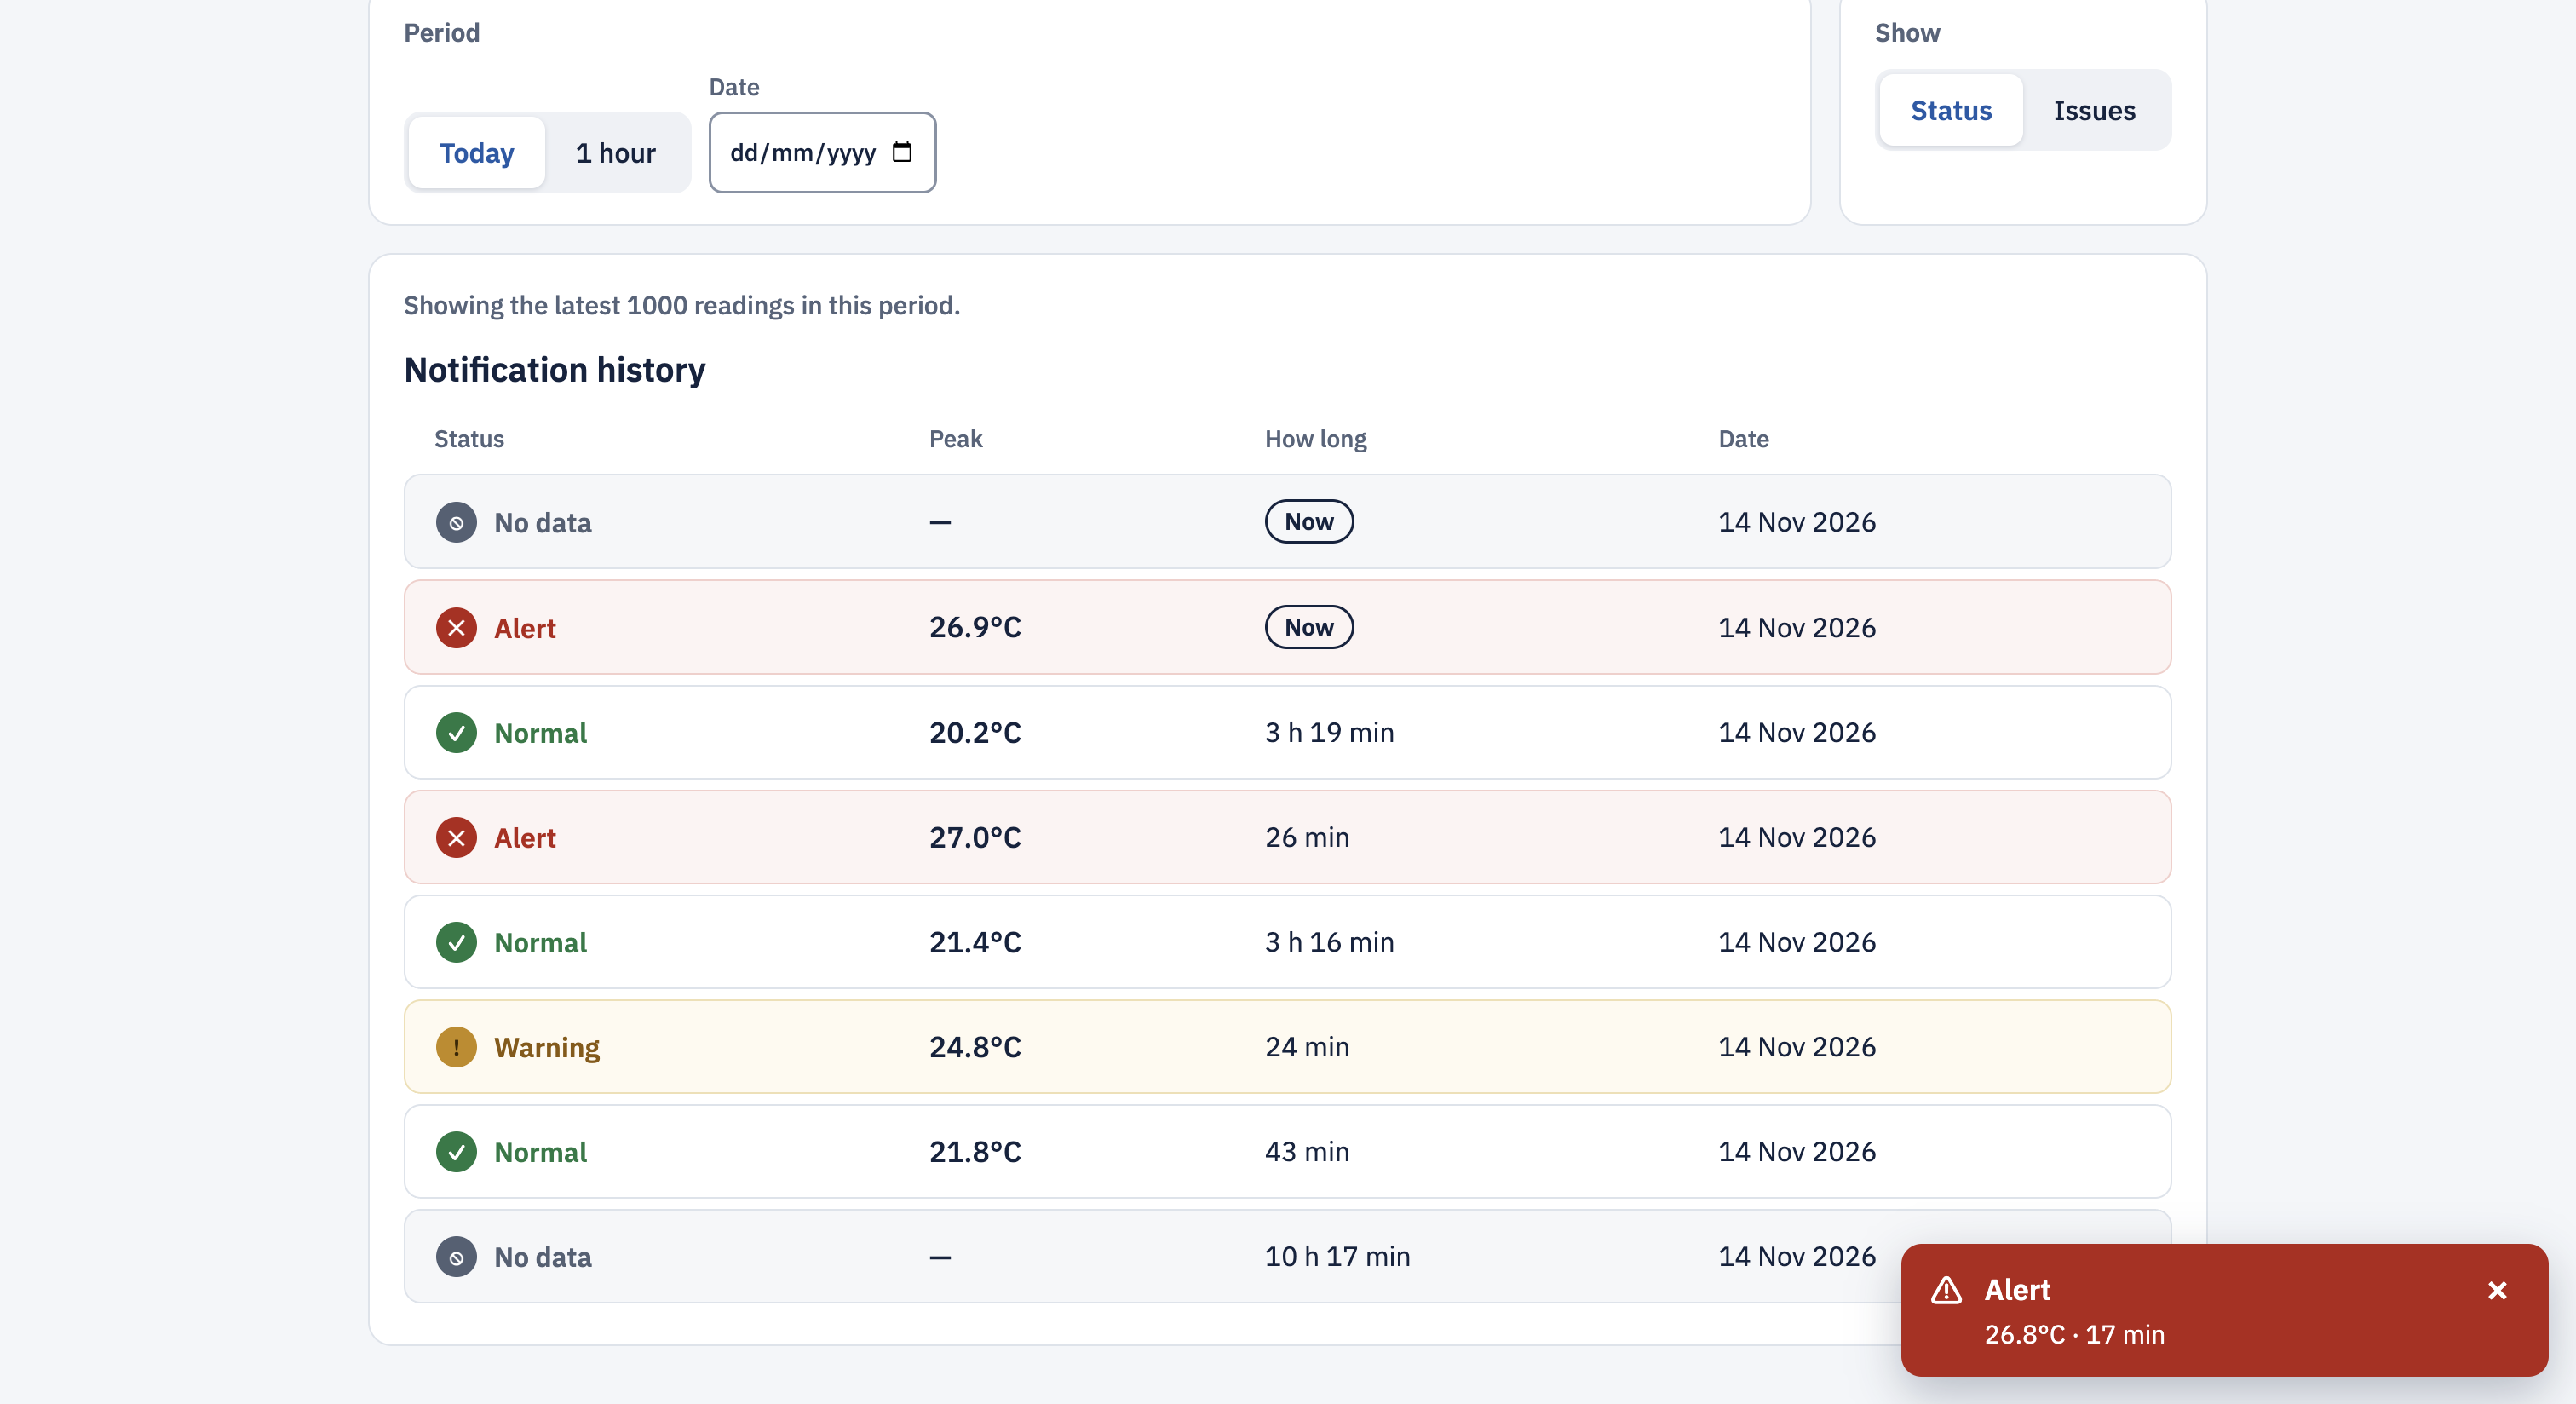 Period
Show
Date
Today
1 hour
dd/mm/yyyy
Status
Issues
Showing the latest 1000 readings in this period.
Notification history
Status Peak How long Date
No data — Now 14 Nov 2026
Alert 26.9°C Now 14 Nov 2026
Normal 20.2°C 3 h 19 min 14 Nov 2026
Alert 27.0°C 26 min 14 Nov 2026
Normal 21.4°C 3 h 16 min 14 Nov 2026
Warning 24.8°C 24 min 14 Nov 2026
Normal 21.8°C 43 min 14 Nov 2026
No data — 10 h 17 min 14 Nov 2026
Alert
26.8°C · 17 min